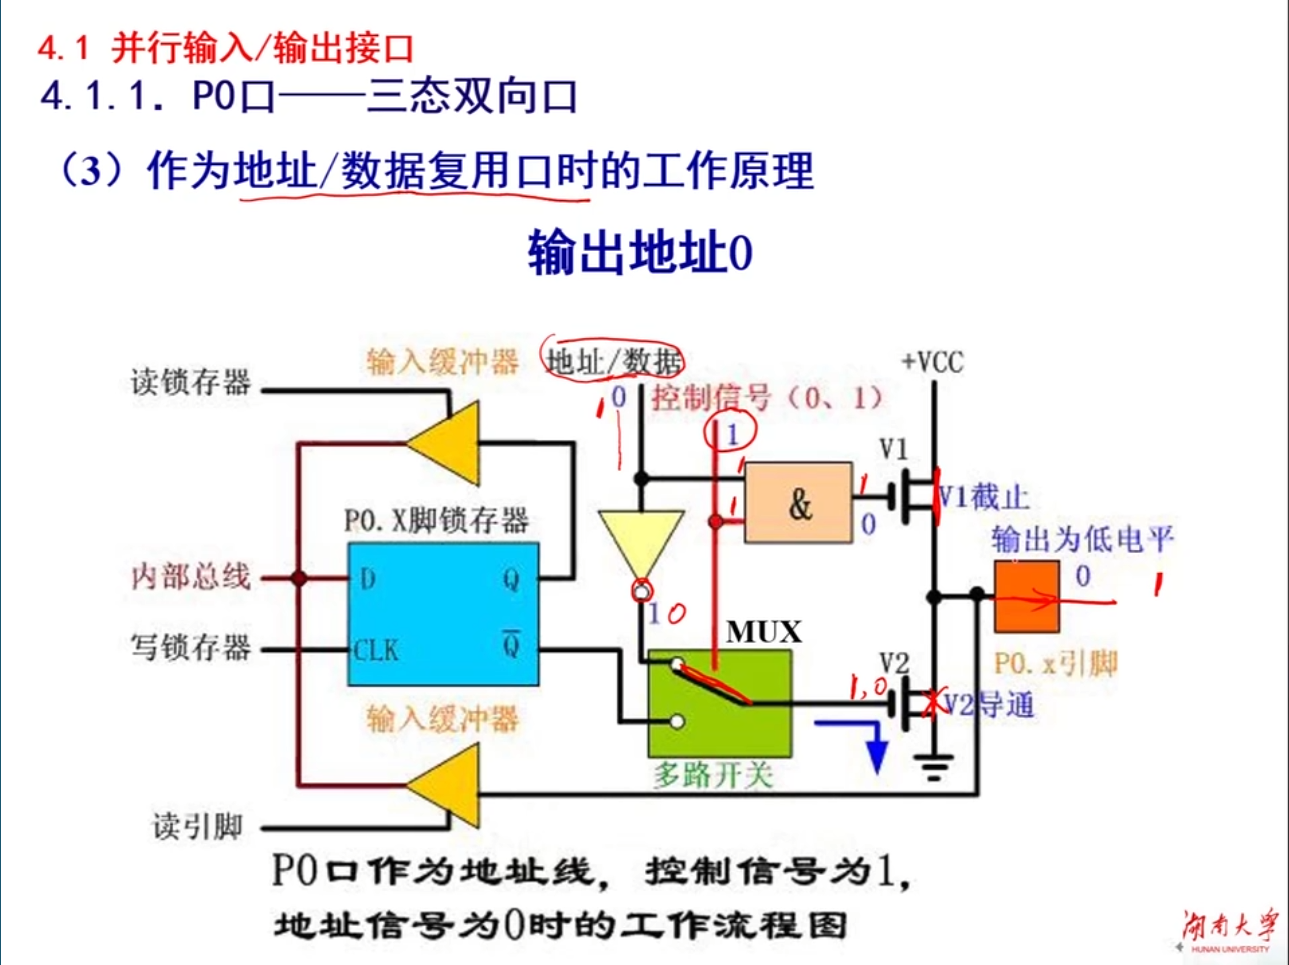 4.1 并行输入/输出接口
4.1.1. P0口——三态双向口
（3）作为地址/数据复用口时的工作原理
输出地址0
读锁存器
输入缓冲器
地址/数据
+VCC
1 0
控制信号（0、1）
1
V1
1
1
&
1
0
V1截止
P0.X脚锁存器
输出为低电平
内部总线
D
Q
0
1
1 0
MUX
写锁存器
CLK
Q̅
V2
P0.x引脚
1,0
V2导通
输入缓冲器
多路开关
读引脚
P0口作为地址线，控制信号为1，
地址信号为0时的工作流程图
湖南大学
HUNAN UNIVERSITY